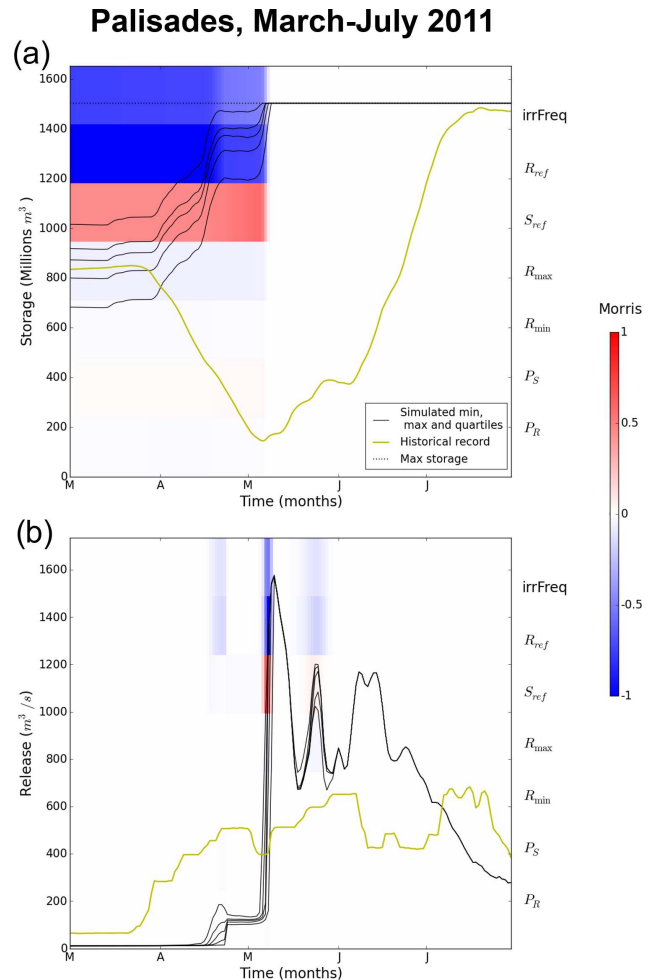 Palisades, March-July 2011
(a)
1600
1400
1200
1000
800
600
400
200
0
Storage (Millions m³)
M A M J J
Time (months)
Simulated min,
max and quartiles
Historical record
Max storage
irrFreq
R_ref
S_ref
R_max
R_min
P_S
P_R
Morris
1
0.5
0
-0.5
-1
(b)
1600
1400
1200
1000
800
600
400
200
0
Release (m³/s)
M A M J J
Time (months)
irrFreq
R_ref
S_ref
R_max
R_min
P_S
P_R